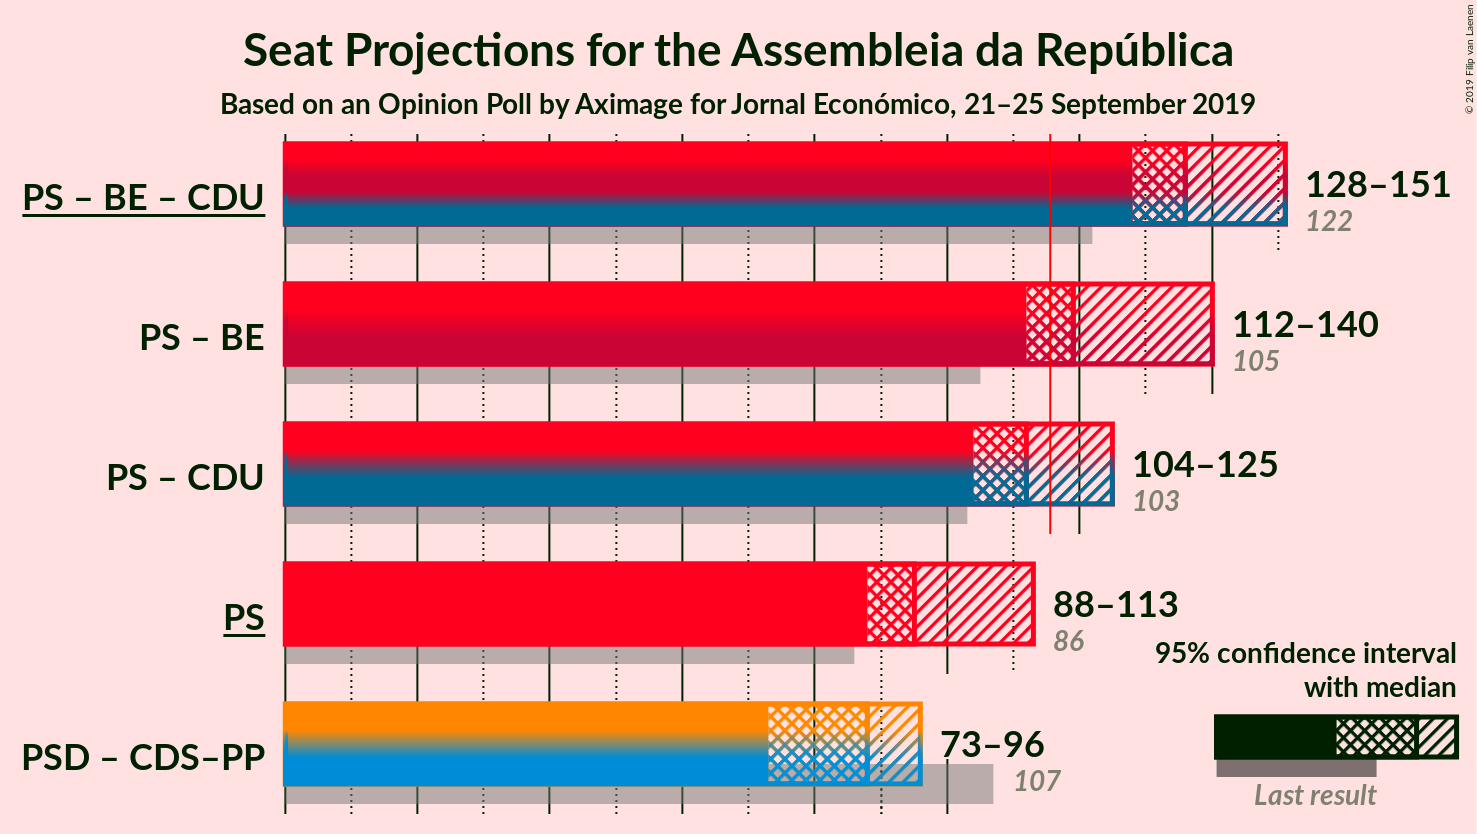 Seat Projections for the Assembleia da República
Based on an Opinion Poll by Aximage for Jornal Económico, 21–25 September 2019
© 2019 Filip van Laenen
PS – BE – CDU
128–151
122
PS – BE
112–140
105
PS – CDU
104–125
103
PS
88–113
86
PSD – CDS–PP
73–96
107
95% confidence interval
with median
Last result